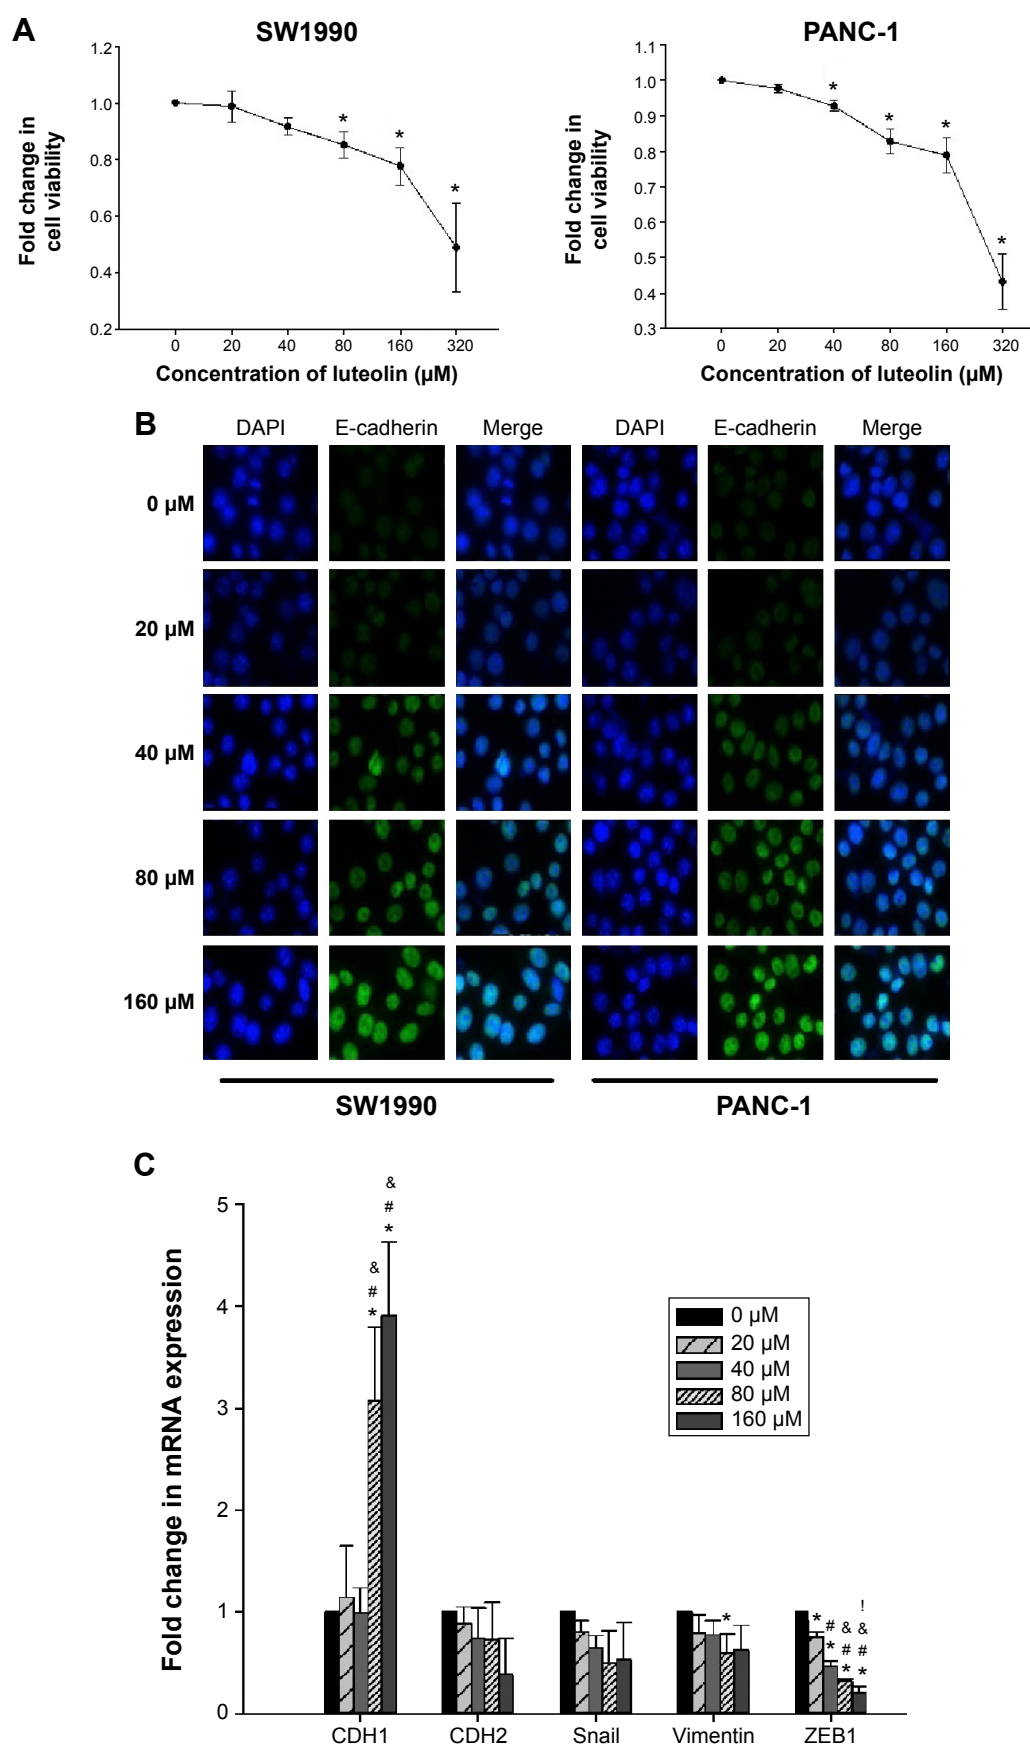 A
SW1990
Fold change in
cell viability
1.2
1.0
0.8
0.6
0.4
0.2
*
*
*
0 20 40 80 160 320
Concentration of luteolin (µM)
PANC-1
Fold change in
cell viability
1.1
1.0
0.9
0.8
0.7
0.6
0.5
0.4
0.3
*
*
*
*
0 20 40 80 160 320
Concentration of luteolin (µM)
B
DAPI E-cadherin Merge DAPI E-cadherin Merge
0 µM
20 µM
40 µM
80 µM
160 µM
SW1990 PANC-1
C
Fold change in mRNA expression
5
4
3
2
1
0
&
#
*
&
#
*
*
*
#
*
&
#
*
!
&
#
*
0 µM
20 µM
40 µM
80 µM
160 µM
CDH1 CDH2 Snail Vimentin ZEB1